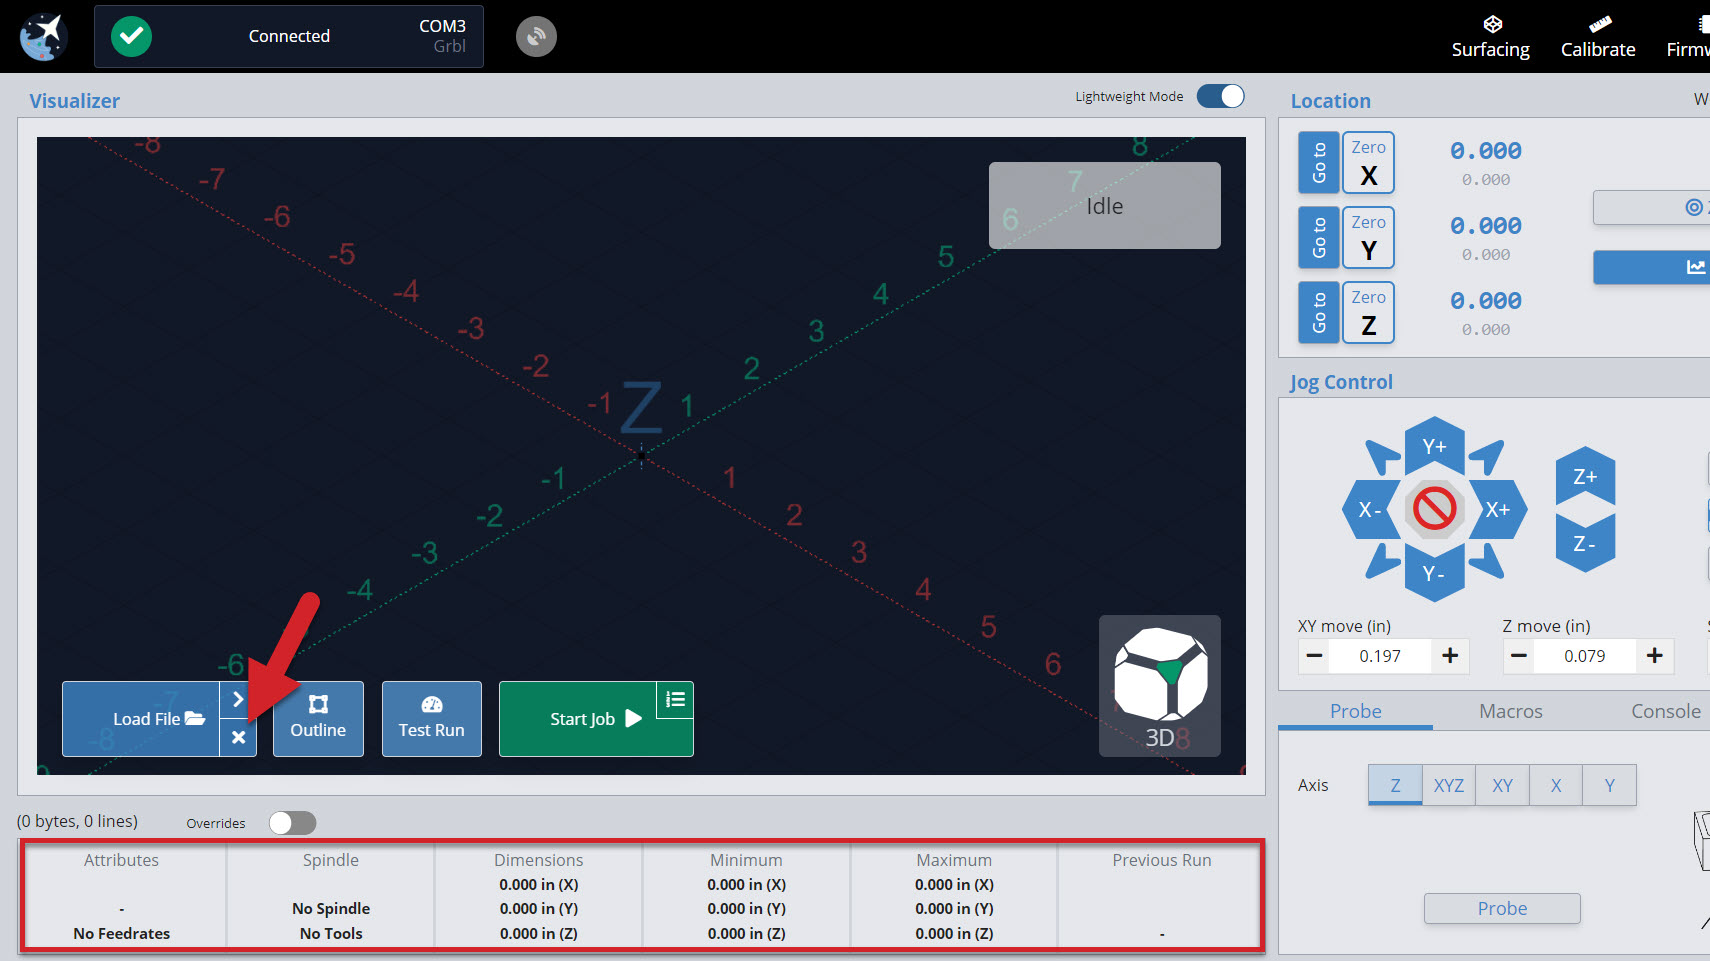 Connected
COM3
Grbl
Surfacing
Calibrate
Visualizer
Lightweight Mode
-8
-7
-6
-5
-4
-3
-2
-1
Z
1
2
3
4
5
6
7
8
Idle
-1
-2
-3
-4
-6
-7
-8
1
2
3
4
5
6
8
3D
Load File
Outline
Test Run
Start Job
(0 bytes, 0 lines)
Overrides
Attributes
-
No Feedrates
Spindle
No Spindle
No Tools
Dimensions
0.000 in (X)
0.000 in (Y)
0.000 in (Z)
Minimum
0.000 in (X)
0.000 in (Y)
0.000 in (Z)
Maximum
0.000 in (X)
0.000 in (Y)
0.000 in (Z)
Previous Run
-
Location
Go to
Zero
X
0.000
0.000
Go to
Zero
Y
0.000
0.000
Go to
Zero
Z
0.000
0.000
Jog Control
Y+
X-
X+
Y-
Z+
Z-
XY move (in)
0.197
Z move (in)
0.079
Probe
Macros
Console
Axis
Z
XYZ
XY
X
Y
Probe